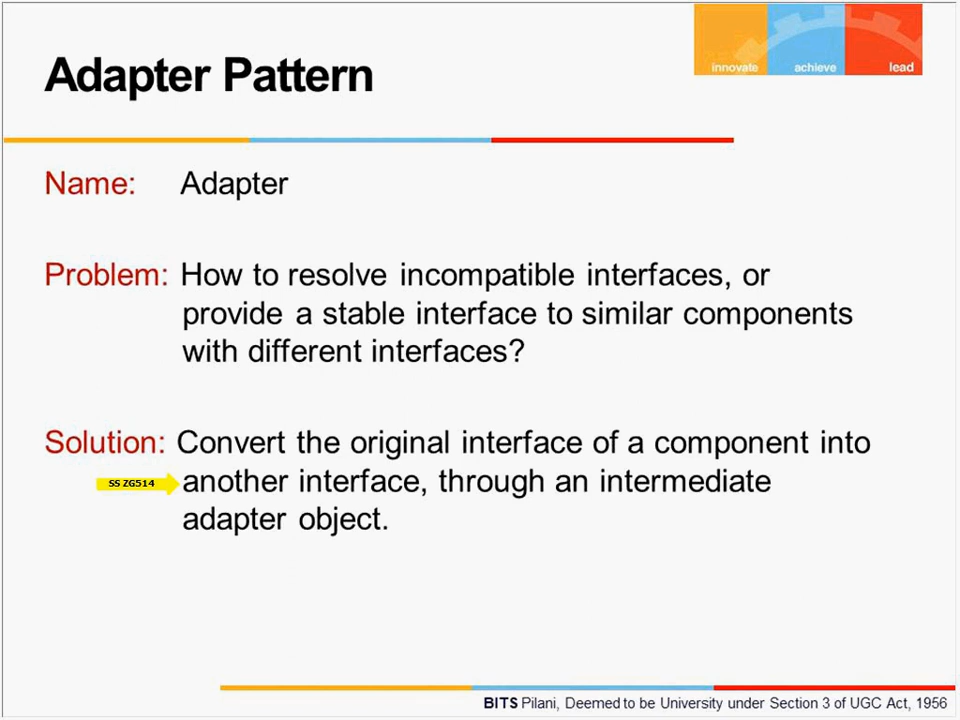 Adapter Pattern
innovate achieve lead
Name: Adapter
Problem: How to resolve incompatible interfaces, or
provide a stable interface to similar components
with different interfaces?
Solution: Convert the original interface of a component into
SS ZG514 another interface, through an intermediate
adapter object.
BITS Pilani, Deemed to be University under Section 3 of UGC Act, 1956